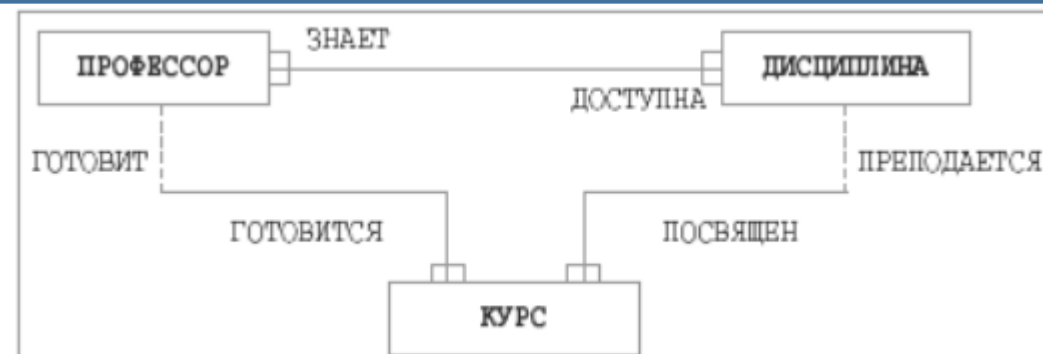 ЗНАЕТ
ПРОФЕССОР
ДИСЦИПЛИНА
ДОСТУПНА
ГОТОВИТ
ПРЕПОДАЕТСЯ
ГОТОВИТСЯ
ПОСВЯЩЕН
КУРС